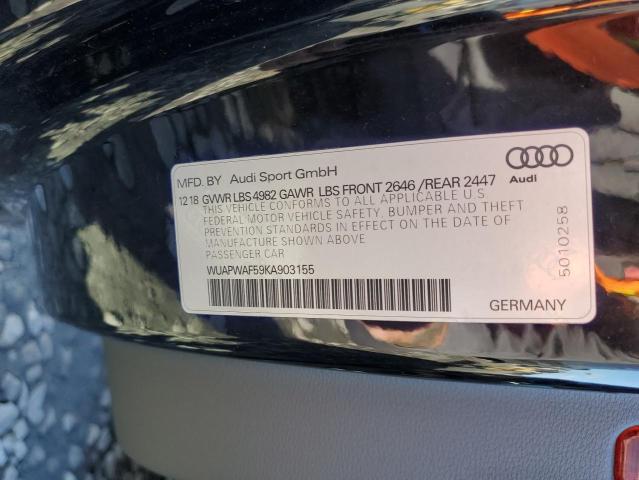 MFD. BY Audi Sport GmbH
Audi
12 18 GVWR LBS 4982 GAWR LBS FRONT 2646 / REAR 2447
THIS VEHICLE CONFORMS TO ALL APPLICABLE U.S
FEDERAL MOTOR VEHICLE SAFETY, BUMPER AND THEFT
PREVENTION STANDARDS IN EFFECT ON THE DATE OF
MANUFACTURING SHOWN ABOVE
PASSENGER CAR
WUAPWAF59KA903155
GERMANY
5010258